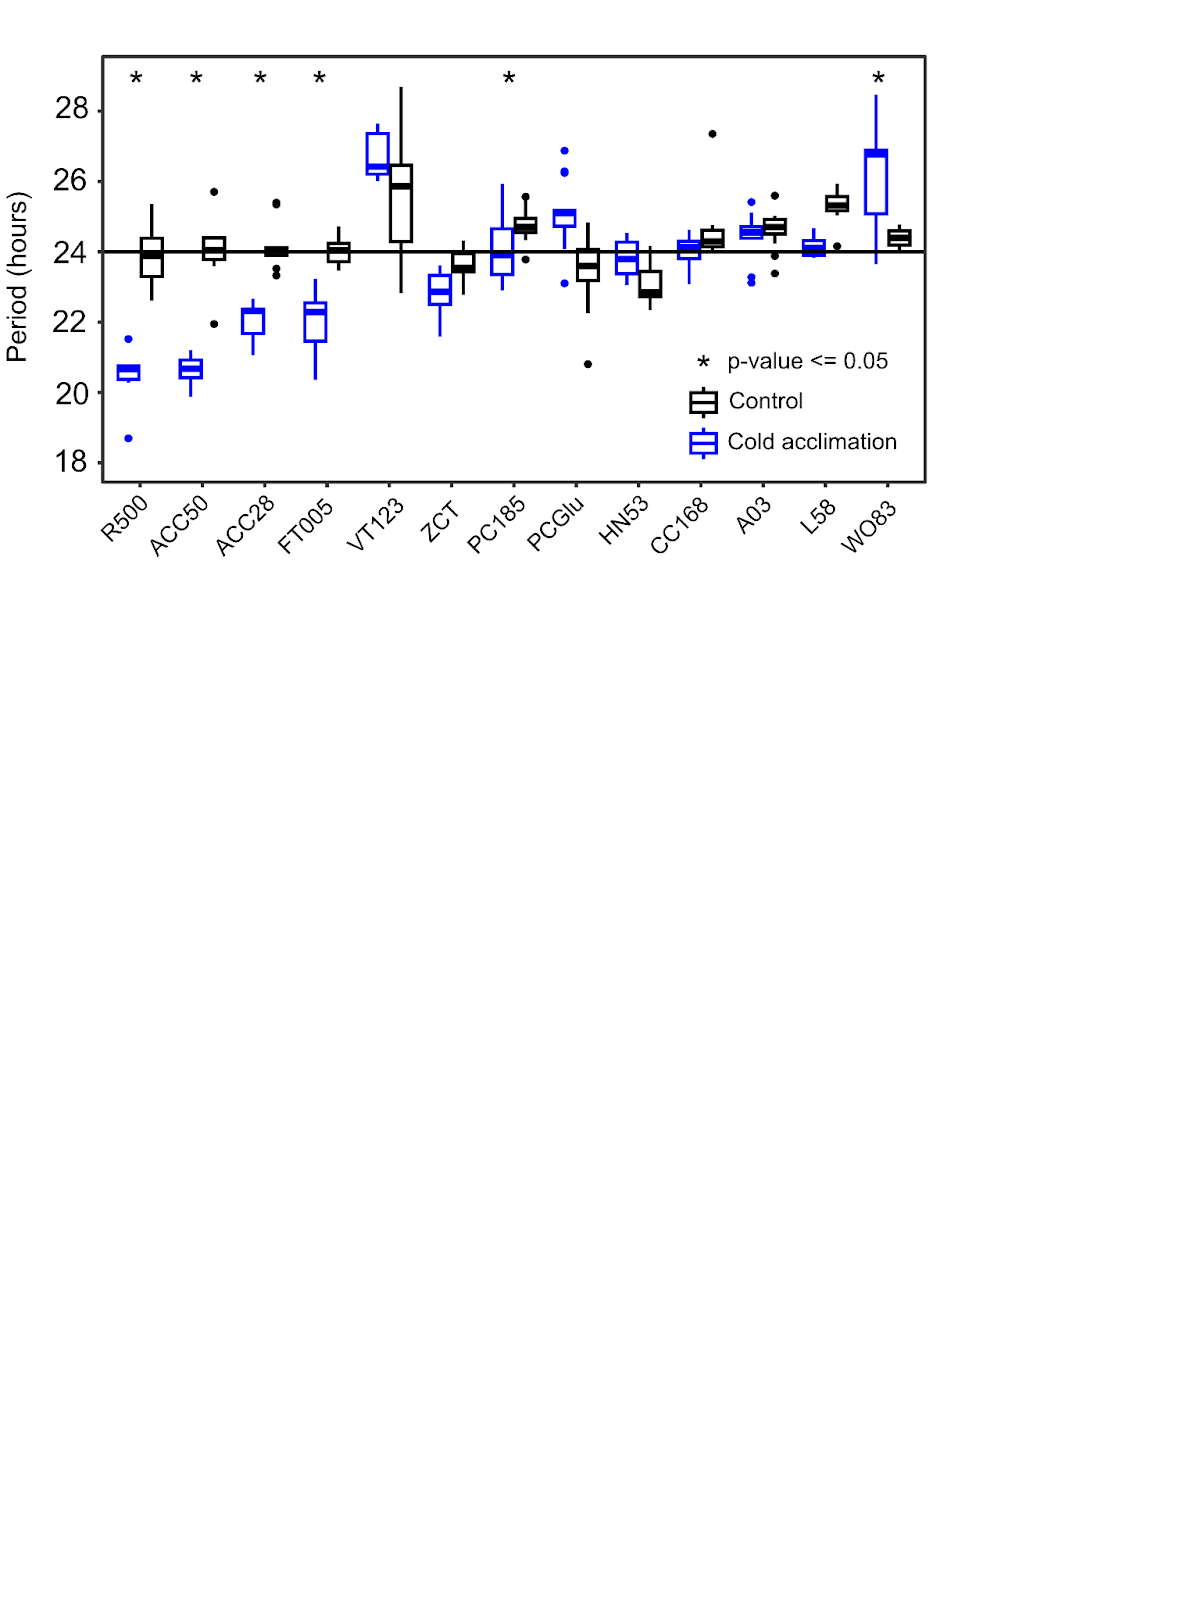 * * * * * *
28
26
24
22
20
18
Period (hours)
* p-value <= 0.05
Control
Cold acclimation
R500
ACC50
ACC28
FT005
VT123
ZCT
PC185
PCGlu
HN53
CC168
A03
L58
WO83